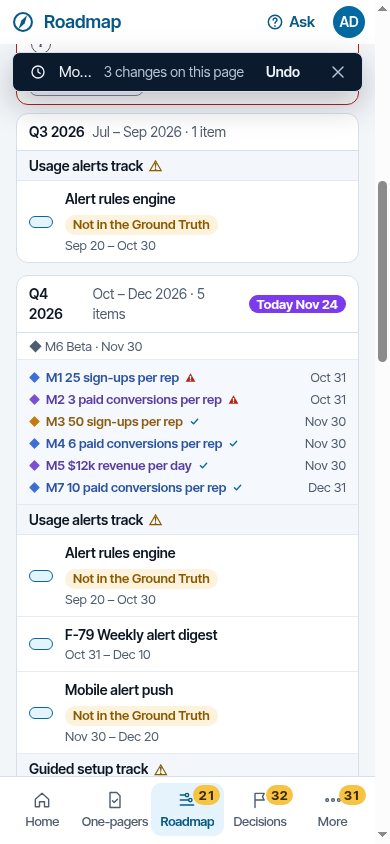 Roadmap
Ask
AD
Mo... 3 changes on this page Undo
Q3 2026 Jul – Sep 2026 · 1 item
Usage alerts track
Alert rules engine
Not in the Ground Truth
Sep 20 – Oct 30
Q4 2026 Oct – Dec 2026 · 5 items Today Nov 24
M6 Beta · Nov 30
M1 25 sign-ups per rep Oct 31
M2 3 paid conversions per rep Oct 31
M3 50 sign-ups per rep Nov 30
M4 6 paid conversions per rep Nov 30
M5 $12k revenue per day Nov 30
M7 10 paid conversions per rep Dec 31
Usage alerts track
Alert rules engine
Not in the Ground Truth
Sep 20 – Oct 30
F-79 Weekly alert digest
Oct 31 – Dec 10
Mobile alert push
Not in the Ground Truth
Nov 30 – Dec 20
Guided setup track
21 32 31
Home One-pagers Roadmap Decisions More